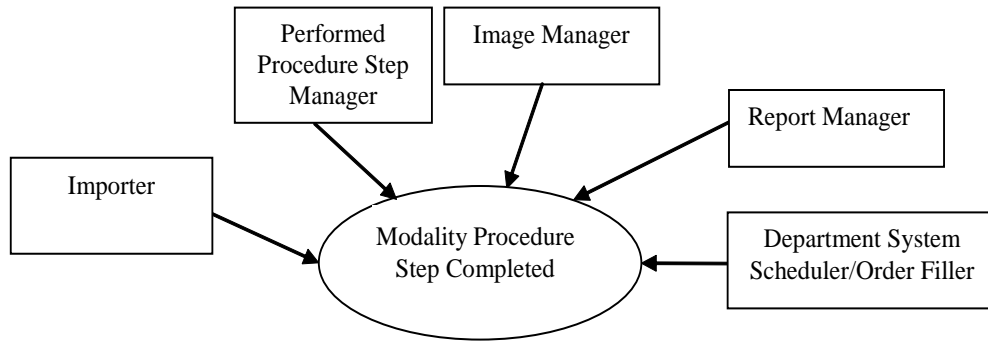 Performed
Procedure Step
Manager
Image Manager
Report Manager
Importer
Modality Procedure
Step Completed
Department System
Scheduler/Order Filler